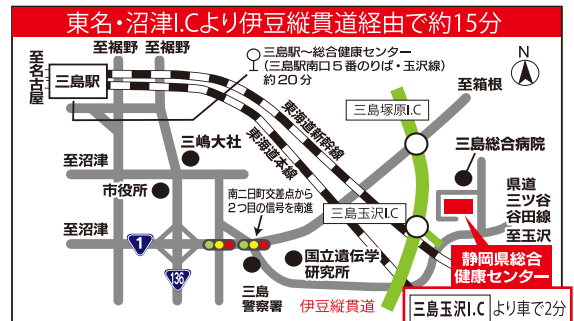 東名・沼津I.Cより伊豆縦貫道経由で約15分
至裾野
至裾野
至名古屋
三島駅
三島駅～総合健康センター
(三島駅南口5番のりば・玉沢線)
約20分
N
至箱根
三島塚原I.C
東海道新幹線
東海道本線
三嶋大社
至沼津
市役所
三島総合病院
県道
三ツ谷
谷田線
至玉沢
南二日町交差点から
2つ目の信号を南進
三島玉沢I.C
至沼津
1
136
国立遺伝学
研究所
三島
警察署
伊豆縦貫道
静岡県総合
健康センター
三島玉沢I.Cより車で2分